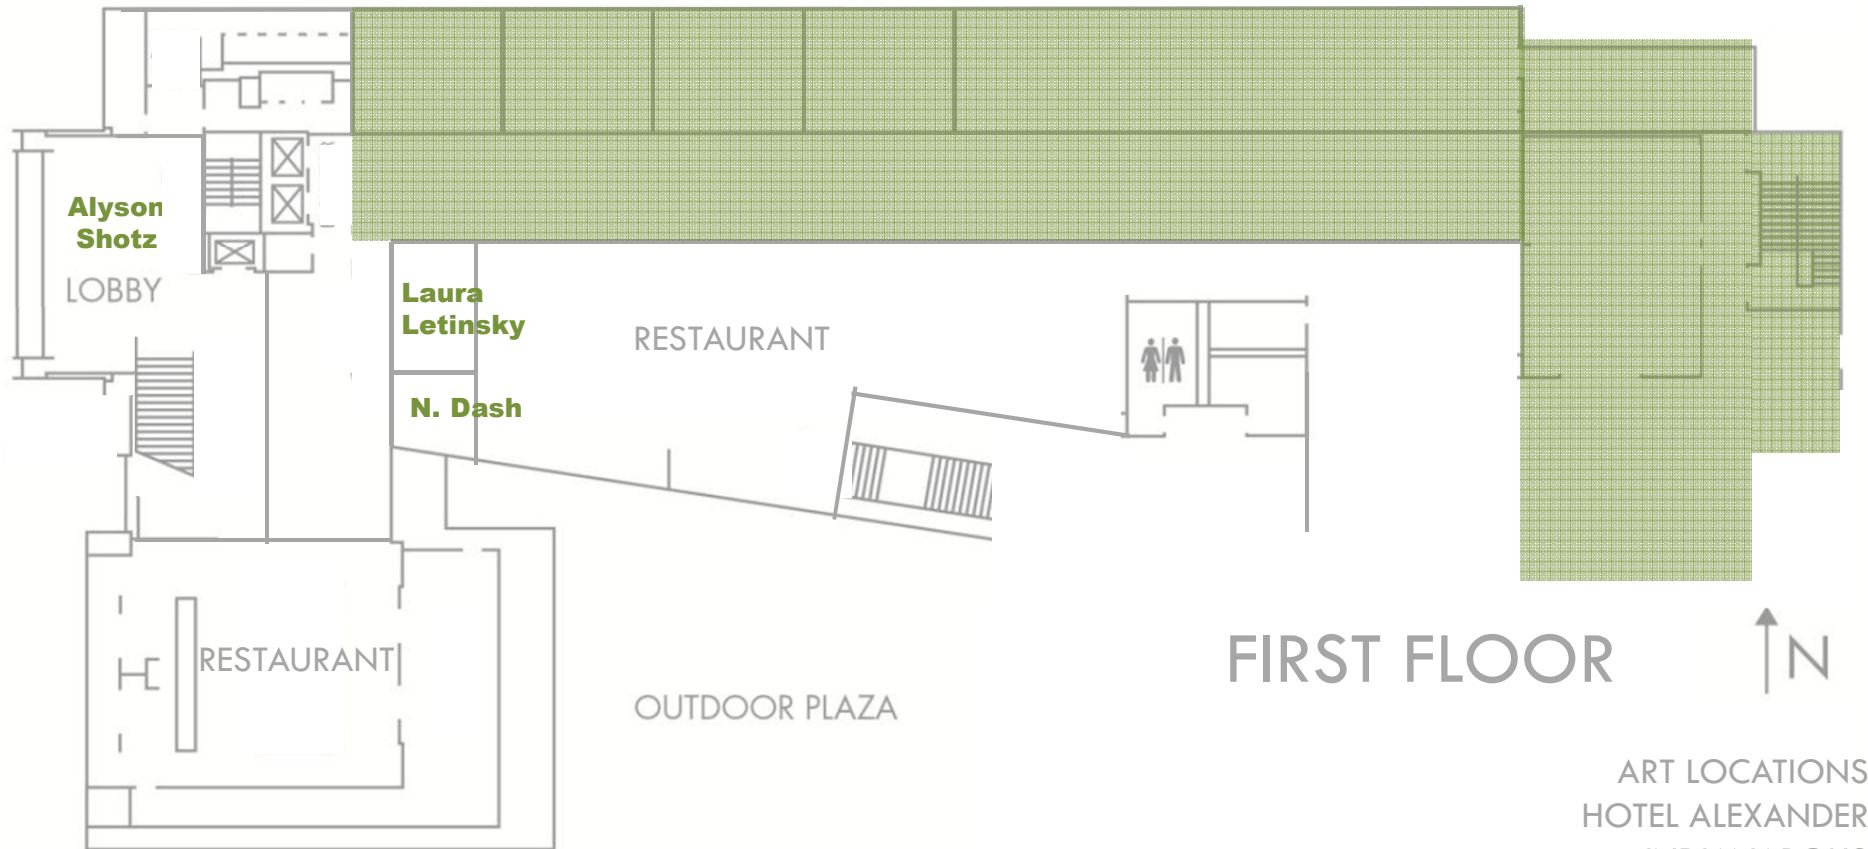 Alyson
Shotz
LOBBY
Laura
Letinsky
RESTAURANT
N. Dash
RESTAURANT
OUTDOOR PLAZA
FIRST FLOOR
N
ART LOCATIONS
HOTEL ALEXANDER